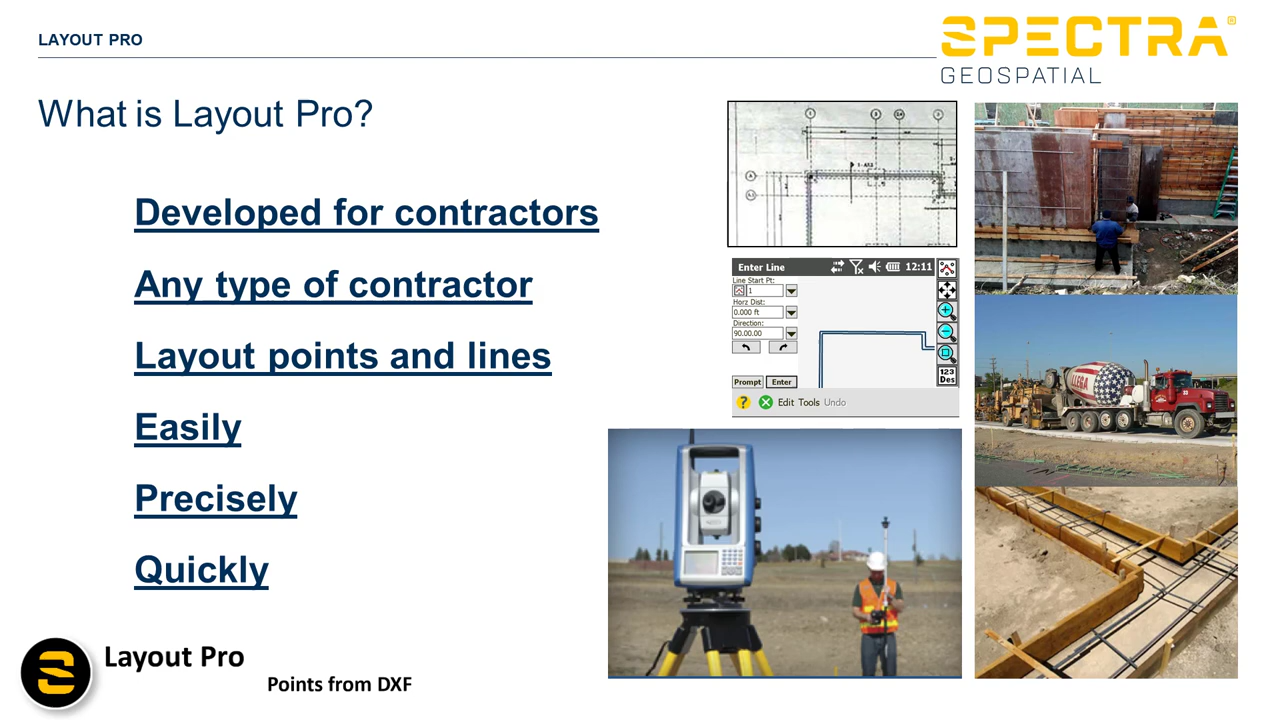 LAYOUT PRO
SPECTRA®
GEOSPATIAL
What is Layout Pro?
Developed for contractors
Any type of contractor
Layout points and lines
Easily
Precisely
Quickly
Enter Line
12:11
Line Start Pt:
1
Horz Dist:
0.000 ft
Direction:
90.00.00
Prompt
Enter
123
Des
Edit Tools Undo
Layout Pro
Points from DXF